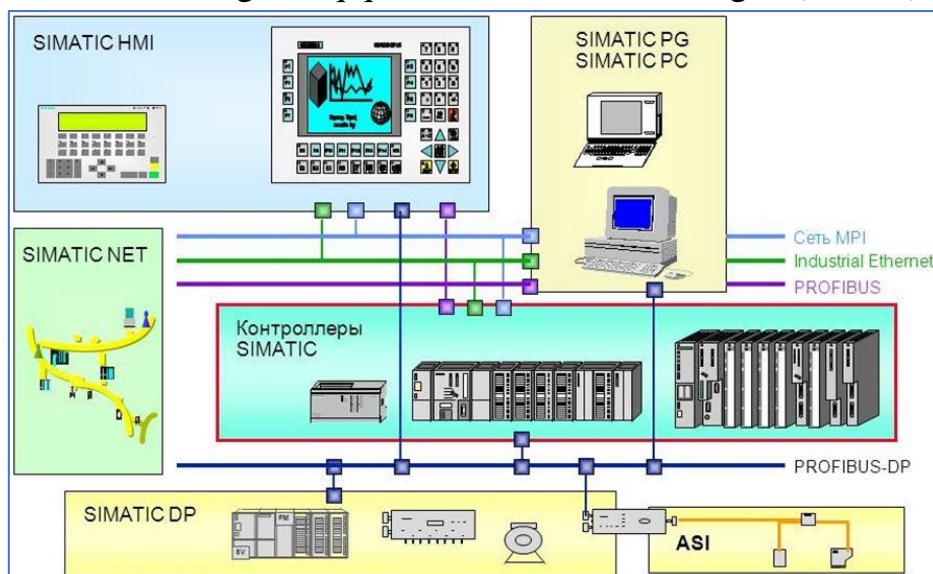 SIMATIC HMI
SIMATIC PG
SIMATIC PC
SIMATIC NET
Сеть MPI
Industrial Ethernet
PROFIBUS
Контроллеры
SIMATIC
PROFIBUS-DP
SIMATIC DP
FM
ASI